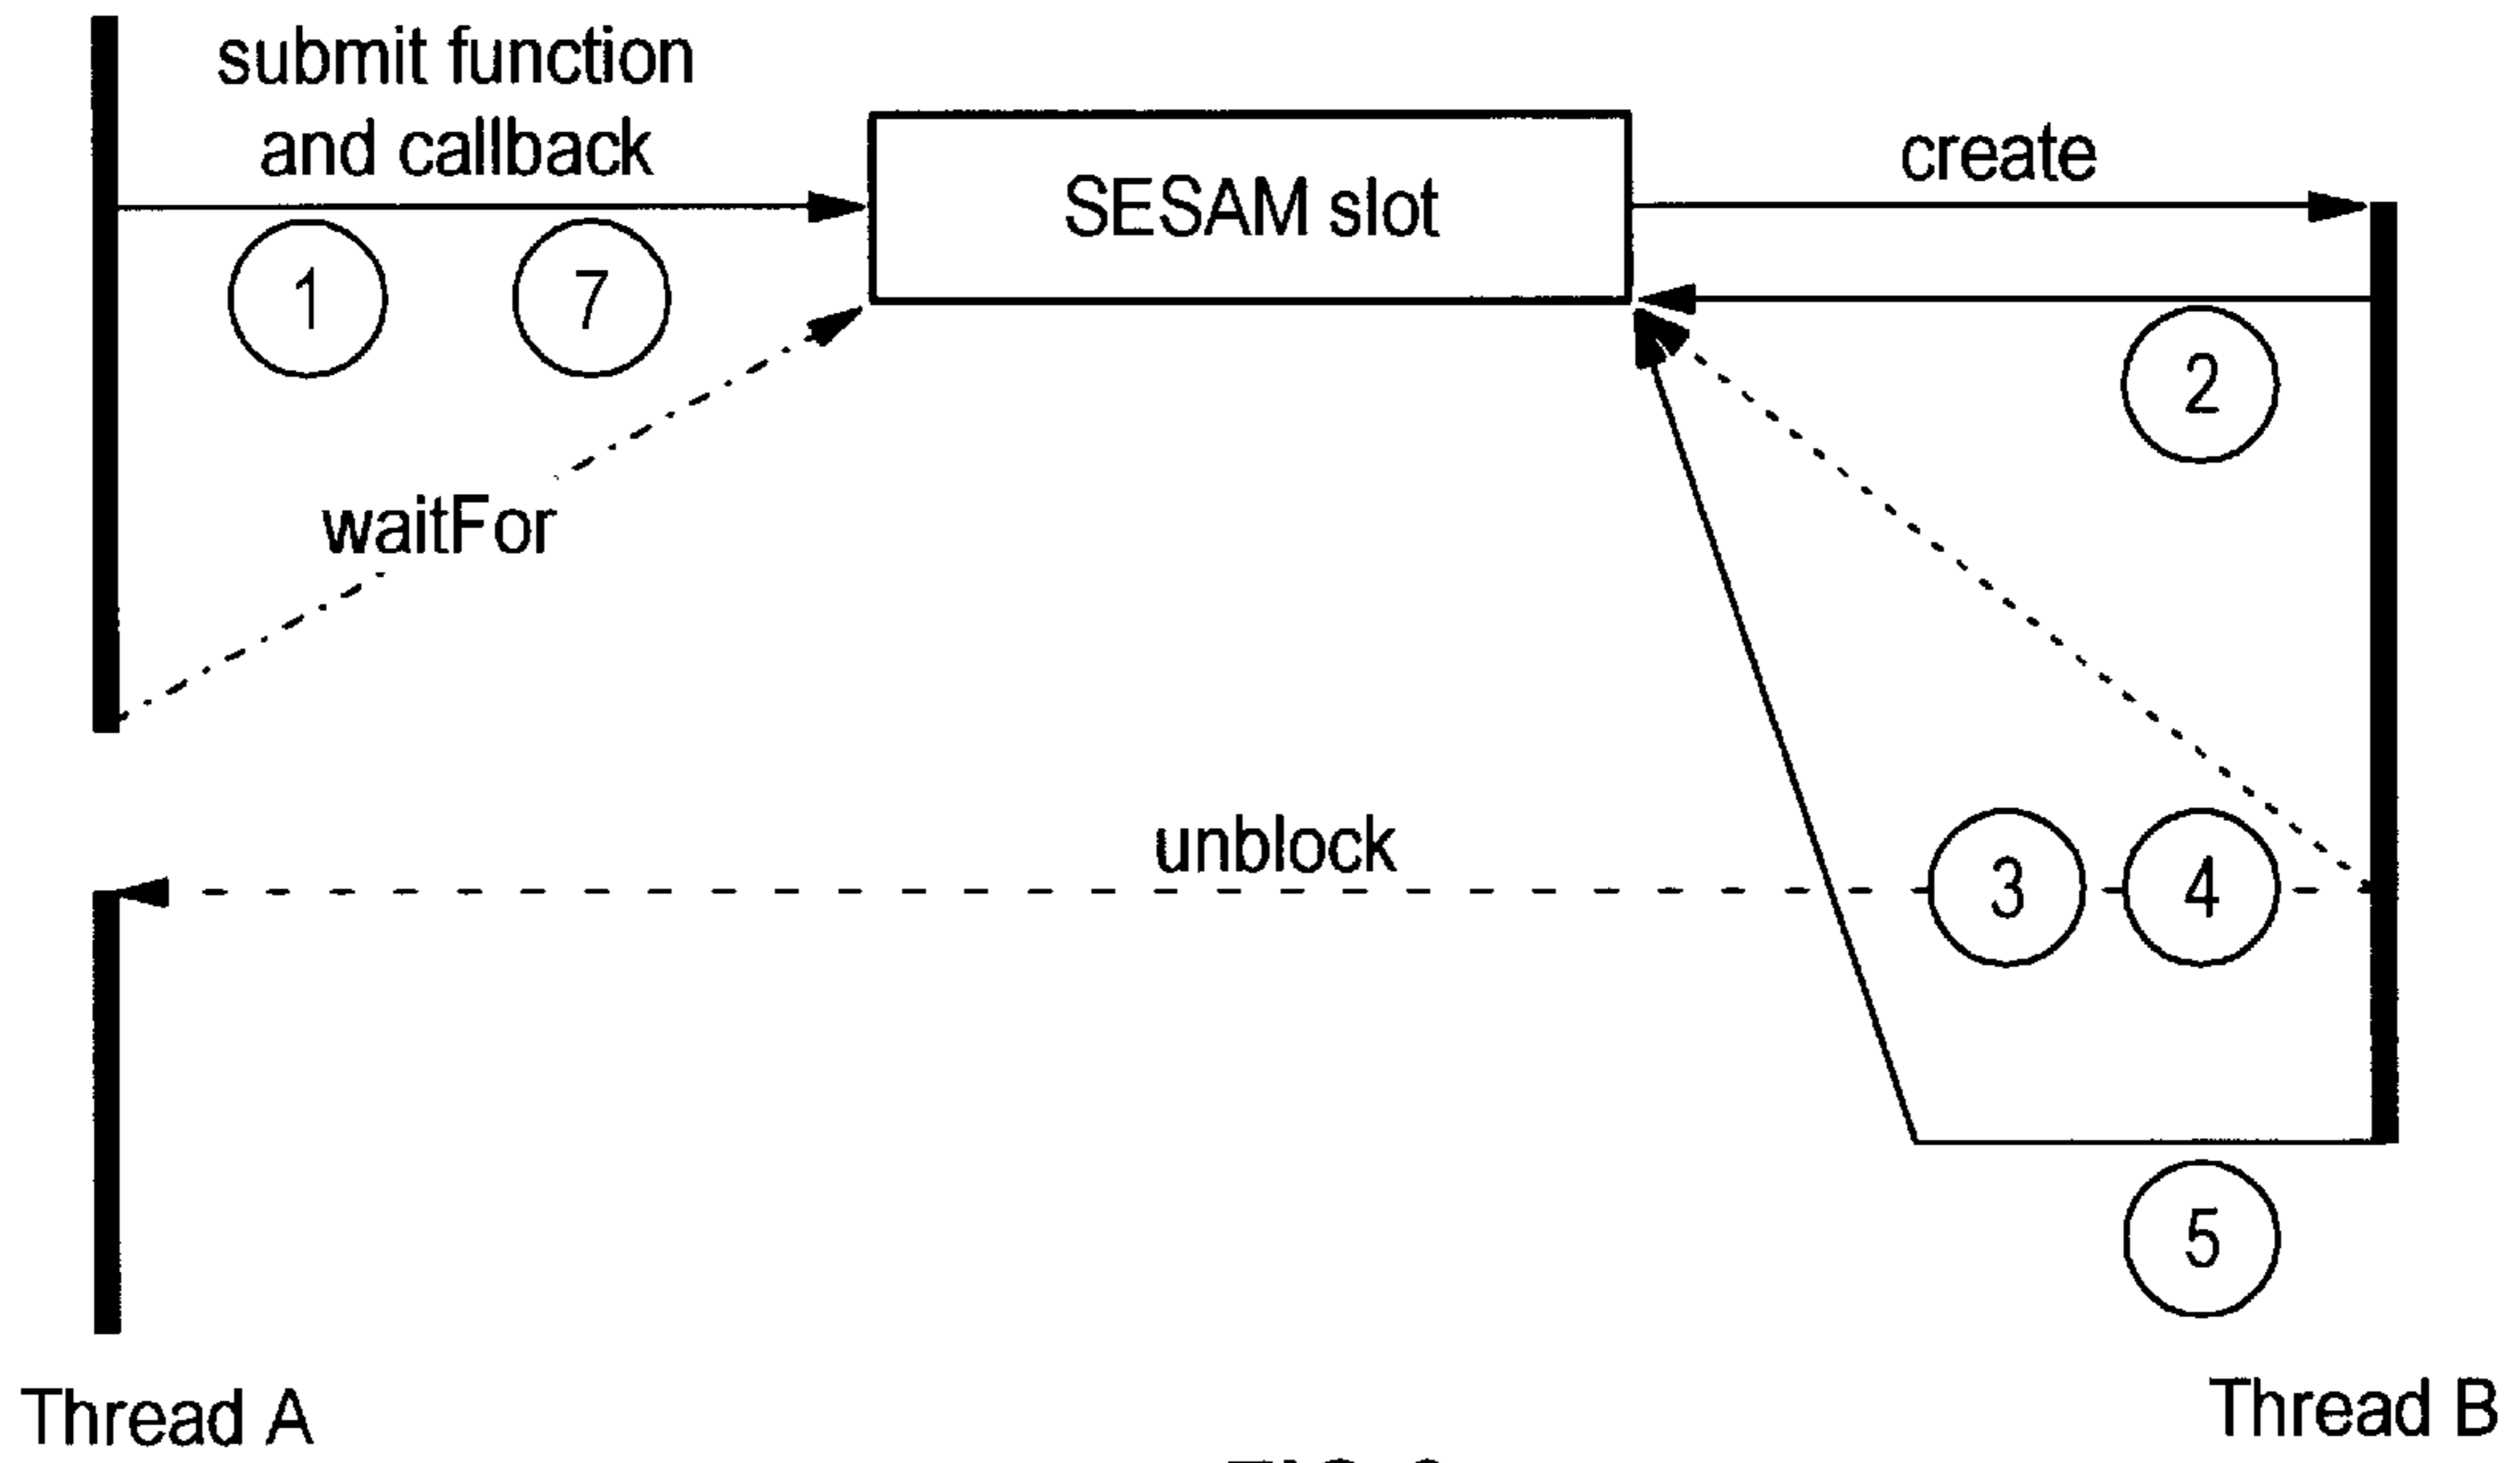 submit function
and callback
SESAM slot
create
1
7
2
waitFor
unblock
3
4
5
Thread A
Thread B